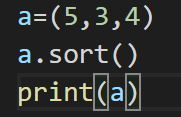 a=(5,3,4)
a.sort()
print(a)